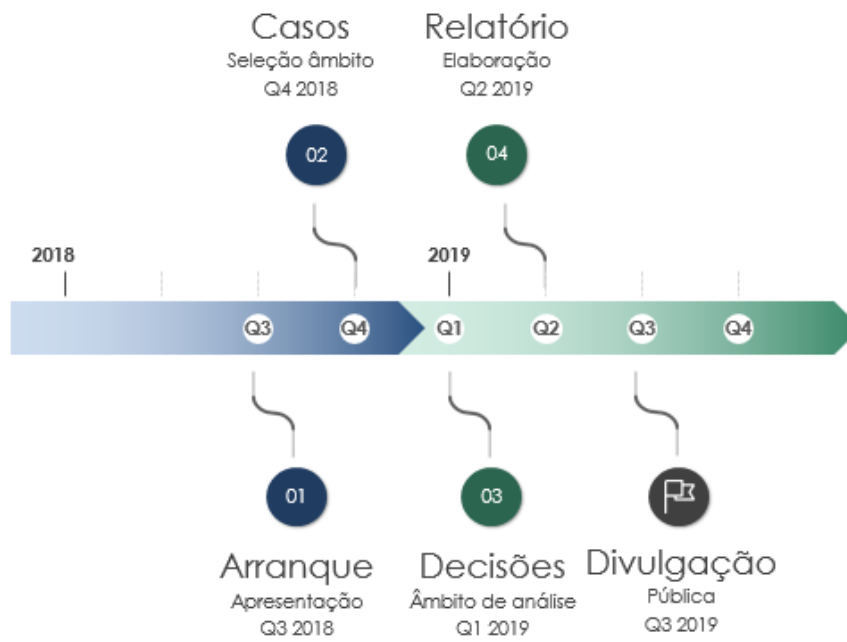 Casos
Seleção âmbito
Q4 2018
02
Relatório
Elaboração
Q2 2019
04
2018
2019
Q3
Q4
Q1
Q2
Q3
Q4
01
Arranque
Apresentação
Q3 2018
03
Decisões
Âmbito de análise
Q1 2019
Divulgação
Pública
Q3 2019